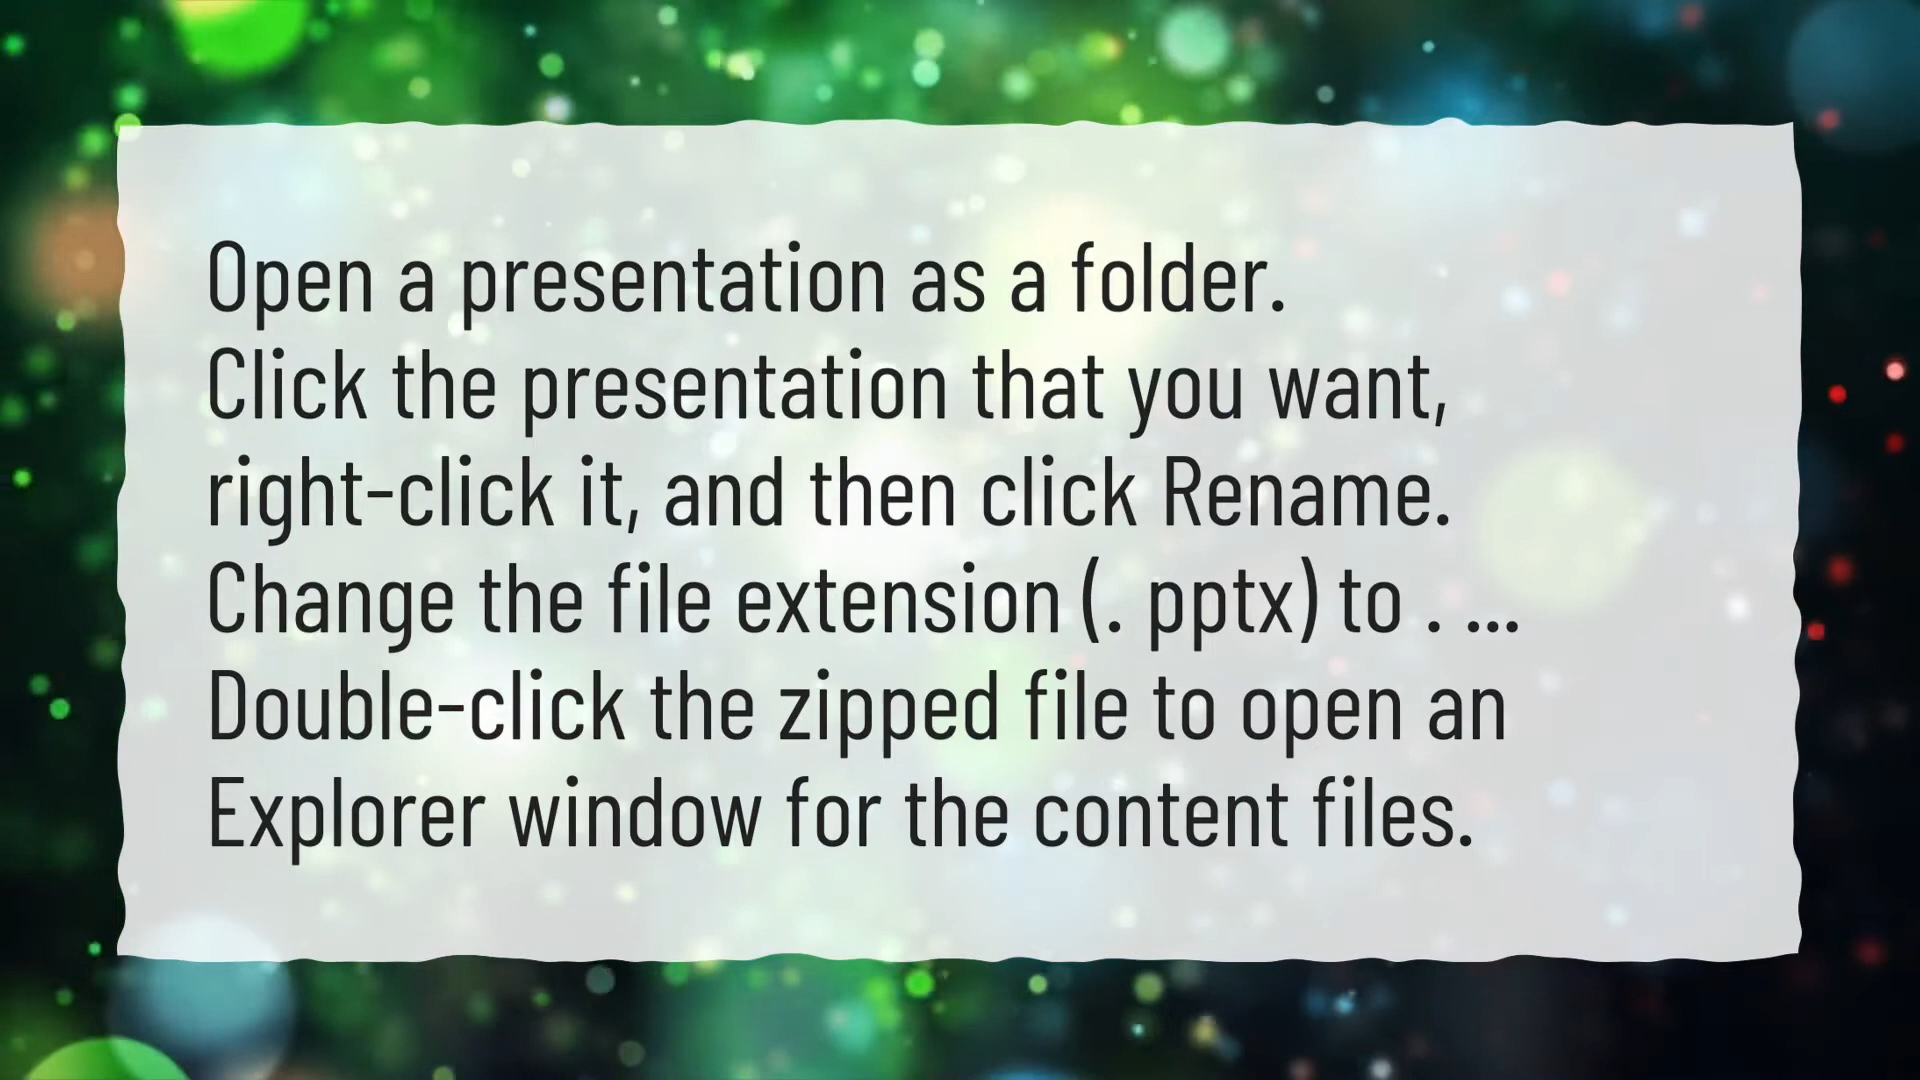 Open a presentation as a folder.
Click the presentation that you want,
right-click it, and then click Rename.
Change the file extension (. pptx) to . ...
Double-click the zipped file to open an
Explorer window for the content files.